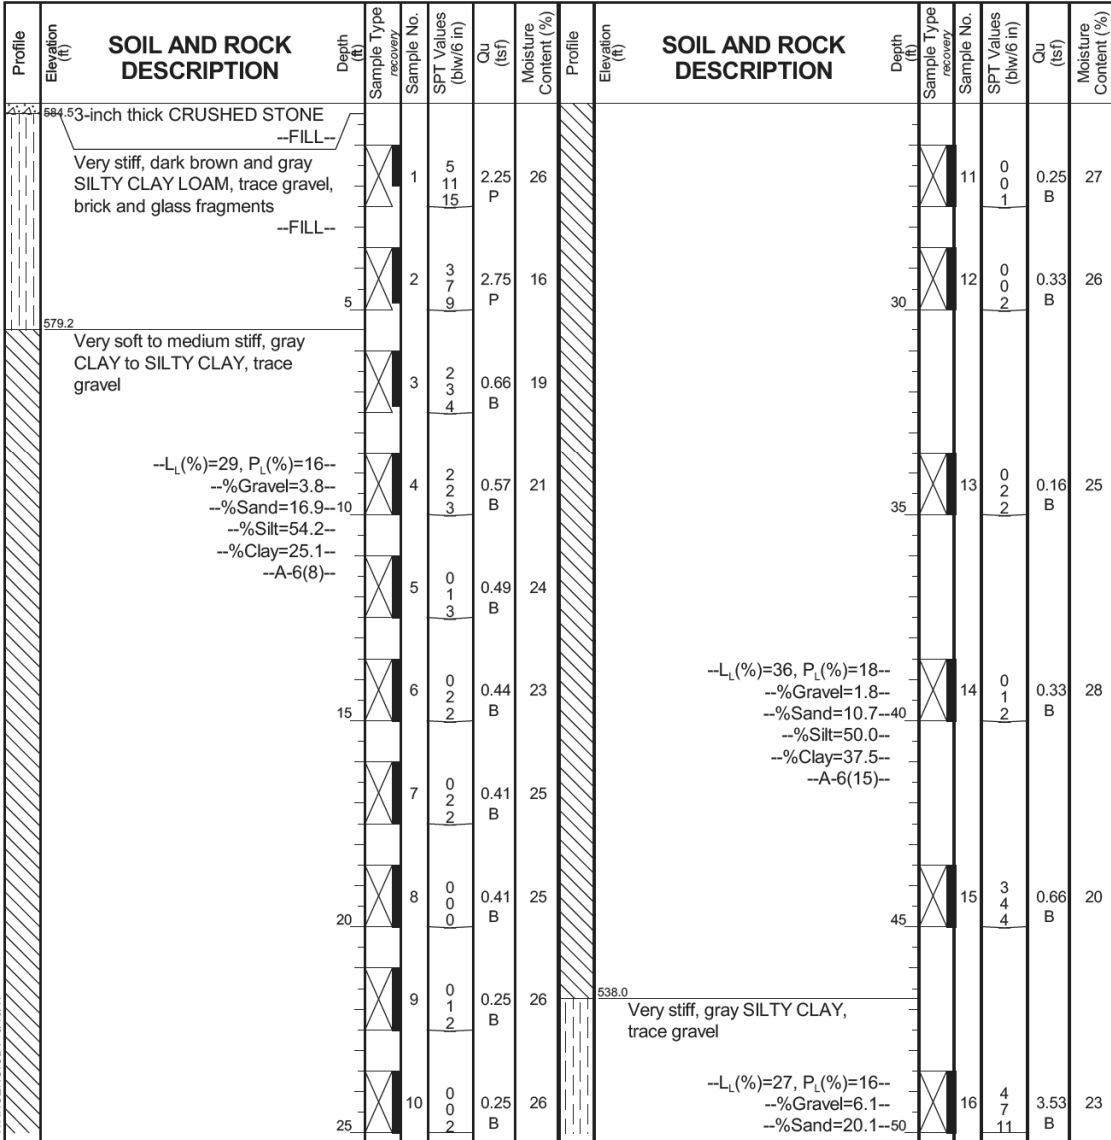 Profile
Elevation (ft)
SOIL AND ROCK
DESCRIPTION
Depth (ft)
Sample Type
recovery
Sample No.
SPT Values (blw/6 in)
Qu (tsf)
Moisture Content (%)
Profile
Elevation (ft)
SOIL AND ROCK
DESCRIPTION
Depth (ft)
Sample Type
recovery
Sample No.
SPT Values (blw/6 in)
Qu (tsf)
Moisture Content (%)
584.5 3-inch thick CRUSHED STONE
--FILL--
Very stiff, dark brown and gray
SILTY CLAY LOAM, trace gravel,
brick and glass fragments
--FILL--
1 5 11 15 2.25 P 26
2 3 7 9 2.75 P 16
5
579.2
Very soft to medium stiff, gray
CLAY to SILTY CLAY, trace
gravel
3 2 3 4 0.66 B 19
--LL(%)=29, PL(%)=16--
--%Gravel=3.8--
--%Sand=16.9--10
--%Silt=54.2--
--%Clay=25.1--
--A-6(8)--
4 2 2 3 0.57 B 21
5 0 1 3 0.49 B 24
6 0 2 2 0.44 B 23
15
7 0 2 2 0.41 B 25
8 0 0 0 0.41 B 25
20
9 0 1 2 0.25 B 26
10 0 0 2 0.25 B 26
25
11 0 0 1 0.25 B 27
12 0 0 2 0.33 B 26
30
13 0 2 2 0.16 B 25
35
--LL(%)=36, PL(%)=18--
--%Gravel=1.8--
--%Sand=10.7--40
--%Silt=50.0--
--%Clay=37.5--
--A-6(15)--
14 0 1 2 0.33 B 28
15 3 4 4 0.66 B 20
45
538.0
Very stiff, gray SILTY CLAY,
trace gravel
--LL(%)=27, PL(%)=16--
--%Gravel=6.1--
--%Sand=20.1--50
16 4 7 11 3.53 B 23